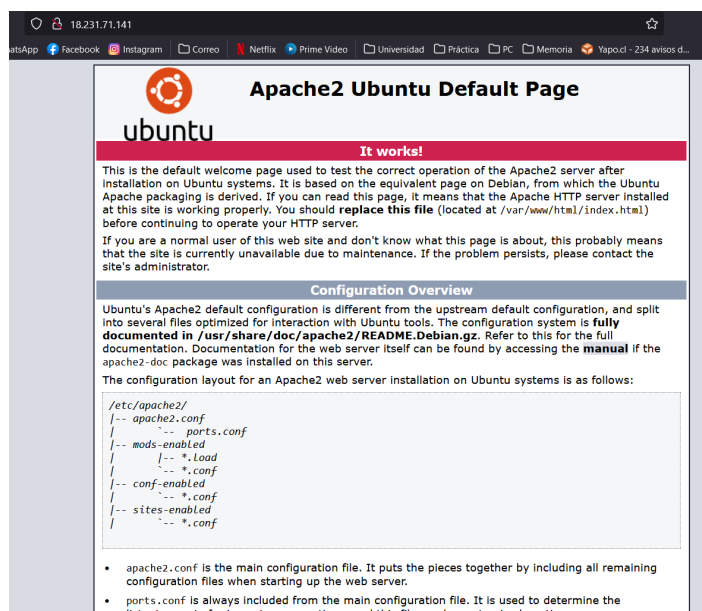 18.231.71.141
hatsApp Facebook Instagram Correo Netflix Prime Video Universidad Práctica PC Memoria Yapo.cl - 234 avisos d...
ubuntu
Apache2 Ubuntu Default Page
It works!
This is the default welcome page used to test the correct operation of the Apache2 server after
installation on Ubuntu systems. It is based on the equivalent page on Debian, from which the Ubuntu
Apache packaging is derived. If you can read this page, it means that the Apache HTTP server installed
at this site is working properly. You should replace this file (located at /var/www/html/index.html)
before continuing to operate your HTTP server.
If you are a normal user of this web site and don't know what this page is about, this probably means
that the site is currently unavailable due to maintenance. If the problem persists, please contact the
site's administrator.
Configuration Overview
Ubuntu's Apache2 default configuration is different from the upstream default configuration, and split
into several files optimized for interaction with Ubuntu tools. The configuration system is fully
documented in /usr/share/doc/apache2/README.Debian.gz. Refer to this for the full
documentation. Documentation for the web server itself can be found by accessing the manual if the
apache2-doc package was installed on this server.
The configuration layout for an Apache2 web server installation on Ubuntu systems is as follows:
/etc/apache2/
|-- apache2.conf
|       `--  ports.conf
|-- mods-enabled
|       |-- *.load
|       `-- *.conf
|-- conf-enabled
|       `-- *.conf
|-- sites-enabled
|       `-- *.conf
• apache2.conf is the main configuration file. It puts the pieces together by including all remaining
configuration files when starting up the web server.
• ports.conf is always included from the main configuration file. It is used to determine the